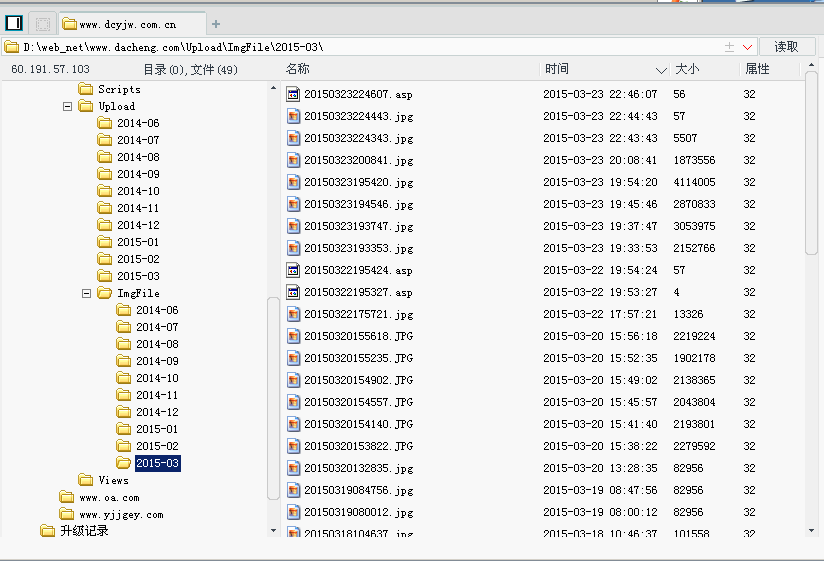 www.dcyjw.com.cn
D:\web_net\www.dacheng.com\Upload\ImgFile\2015-03\ 读取
60.191.57.103 目录(0),文件(49) 名称 时间 大小 属性
Scripts
Upload
2014-06
2014-07
2014-08
2014-09
2014-10
2014-11
2014-12
2015-01
2015-02
2015-03
ImgFile
2014-06
2014-07
2014-08
2014-09
2014-10
2014-11
2014-12
2015-01
2015-02
2015-03
Views
www.oa.com
www.yjjgey.com
升级记录
20150323224607.asp 2015-03-23 22:46:07 56 32
20150323224443.jpg 2015-03-23 22:44:43 57 32
20150323224343.jpg 2015-03-23 22:43:43 5507 32
20150323200841.jpg 2015-03-23 20:08:41 1873556 32
20150323195420.jpg 2015-03-23 19:54:20 4114005 32
20150323194546.jpg 2015-03-23 19:45:46 2870833 32
20150323193747.jpg 2015-03-23 19:37:47 3053975 32
20150323193353.jpg 2015-03-23 19:33:53 2152766 32
20150322195424.asp 2015-03-22 19:54:24 57 32
20150322195327.asp 2015-03-22 19:53:27 4 32
20150322175721.jpg 2015-03-22 17:57:21 13326 32
20150320155618.JPG 2015-03-20 15:56:18 2219224 32
20150320155235.JPG 2015-03-20 15:52:35 1902178 32
20150320154902.JPG 2015-03-20 15:49:02 2138365 32
20150320154557.JPG 2015-03-20 15:45:57 2043804 32
20150320154140.JPG 2015-03-20 15:41:40 2193801 32
20150320153822.JPG 2015-03-20 15:38:22 2279592 32
20150320132835.jpg 2015-03-20 13:28:35 82956 32
20150319084756.jpg 2015-03-19 08:47:56 82956 32
20150319080012.jpg 2015-03-19 08:00:12 82956 32
20150318104637.jpg 2015-03-18 10:46:37 101558 32